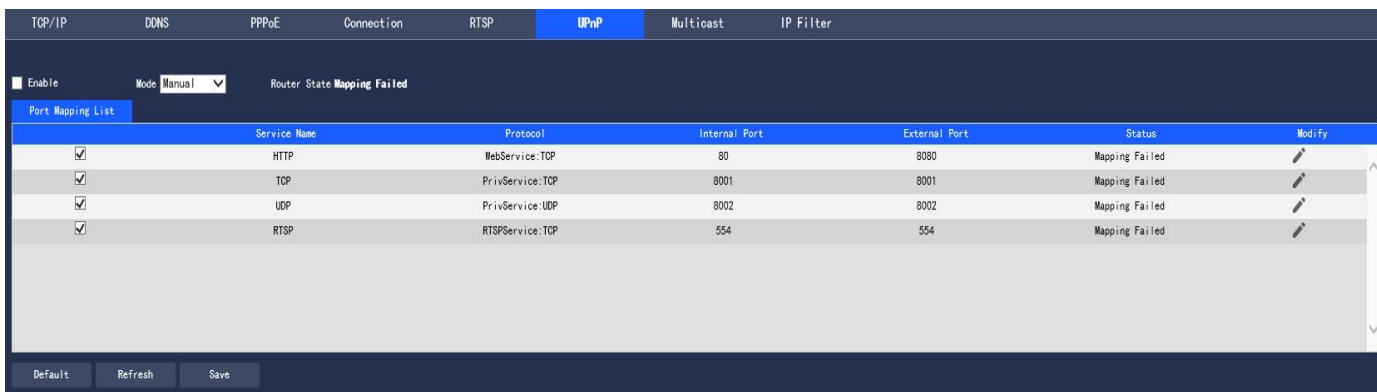 TCP/IP DDNS PPPoE Connection RTSP UPnP Multicast IP Filter
Enable Mode Manual Router State Mapping Failed
Port Mapping List
Service Name Protocol Internal Port External Port Status Modify
HTTP WebService:TCP 80 8080 Mapping Failed
TCP PrivService:TCP 8001 8001 Mapping Failed
UDP PrivService:UDP 8002 8002 Mapping Failed
RTSP RTSPService:TCP 554 554 Mapping Failed
Default Refresh Save